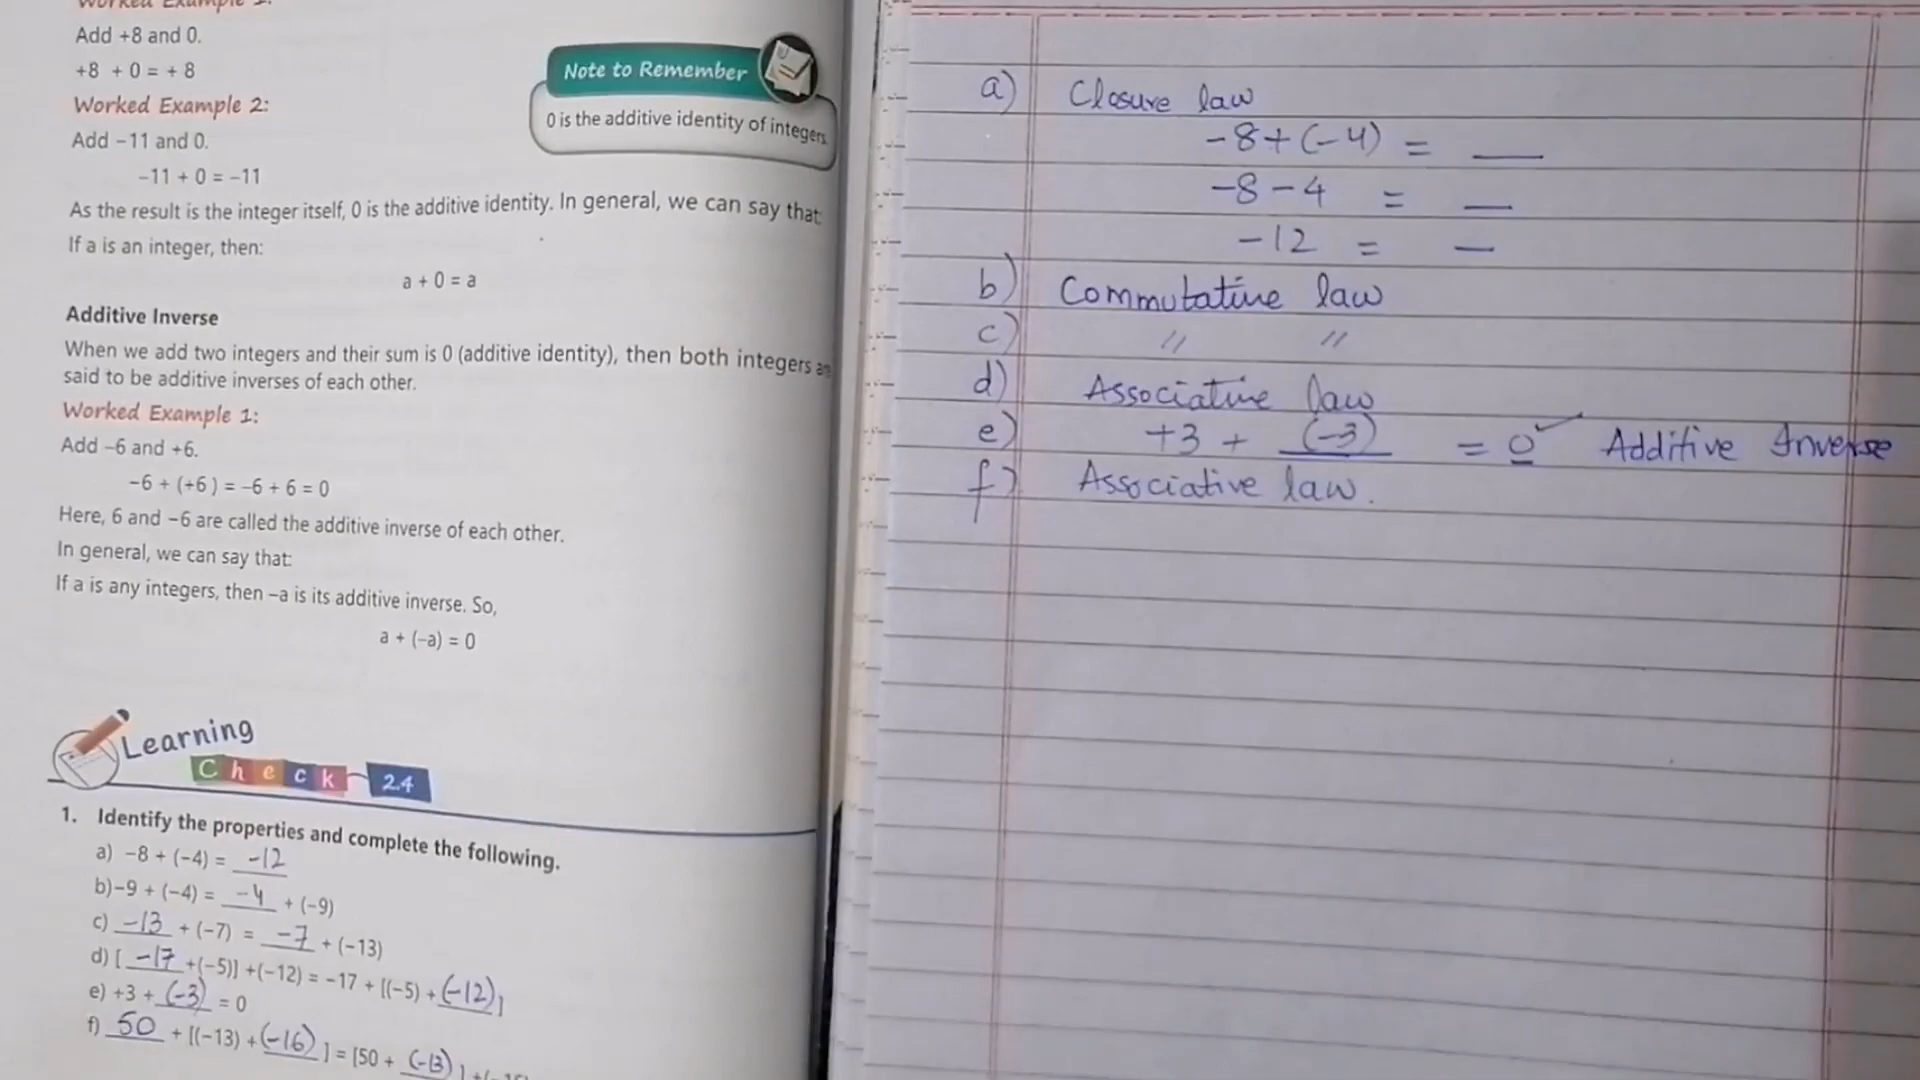 Worked Example 1:
Add +8 and 0.
+8 + 0 = + 8
Worked Example 2:
Add −11 and 0.
−11 + 0 = −11
Note to Remember
0 is the additive identity of integers
As the result is the integer itself, 0 is the additive identity. In general, we can say that:
If a is an integer, then:
a + 0 = a
Additive Inverse
When we add two integers and their sum is 0 (additive identity), then both integers are
said to be additive inverses of each other.
Worked Example 1:
Add −6 and +6.
−6 + (+6) = −6 + 6 = 0
Here, 6 and −6 are called the additive inverse of each other.
In general, we can say that:
If a is any integers, then −a is its additive inverse. So,
a + (−a) = 0
Learning
Check 2.4
1. Identify the properties and complete the following.
a) −8 + (−4) = −12
b) −9 + (−4) = −4 + (−9)
c) −13 + (−7) = −7 + (−13)
d) [ −17 +(−5)] +(−12) = −17 + [(−5) + (−12) ]
e) +3 + (−3) = 0
f) 50 + [(−13) + (−16) ] = [50 + (−13) ]
a) Closure law
−8+(−4) = __
−8−4 = __
−12 = __
b) Commutative law
c) " "
d) Associative law
e) +3 + (−3) = 0 ✓ Additive Inverse
f) Associative law.